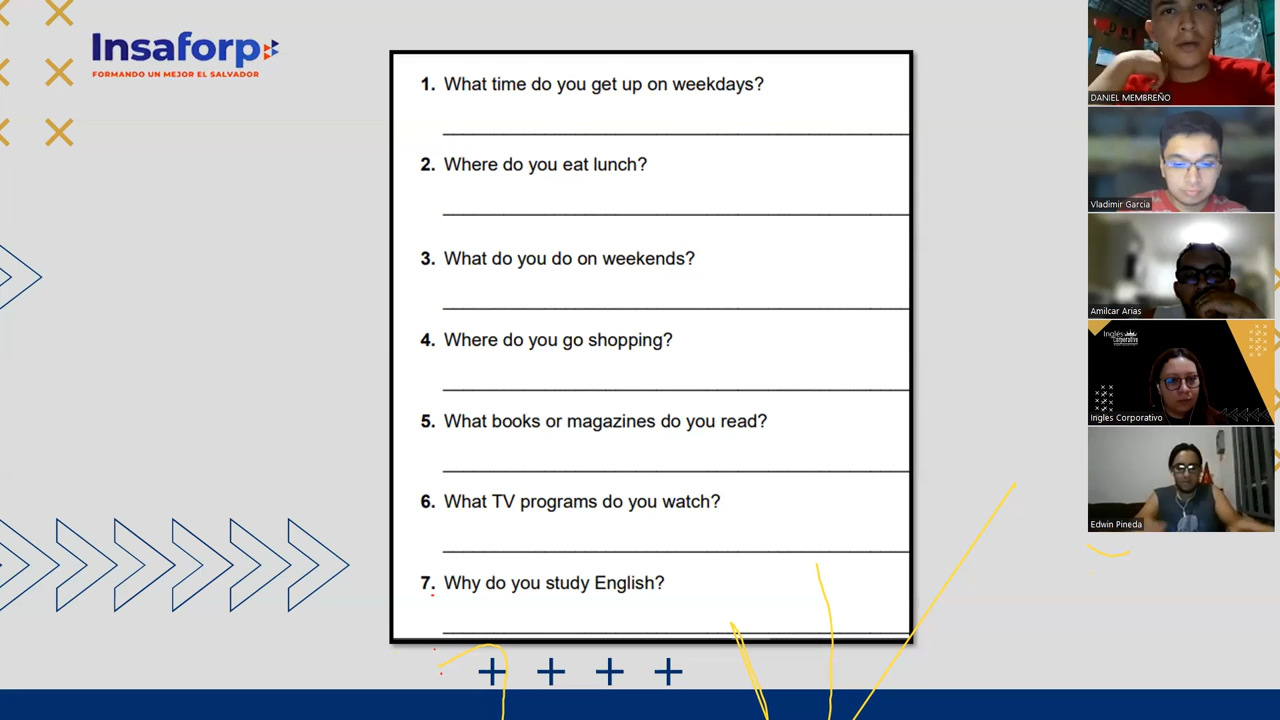 Insaforp
FORMANDO UN MEJOR EL SALVADOR
1. What time do you get up on weekdays?
2. Where do you eat lunch?
3. What do you do on weekends?
4. Where do you go shopping?
5. What books or magazines do you read?
6. What TV programs do you watch?
7. Why do you study English?
DANIEL MEMBREÑO
Vladimir Garcia
Amilcar Arias
Inglés
Corporativo
Ingles Corporativo
Edwin Pineda